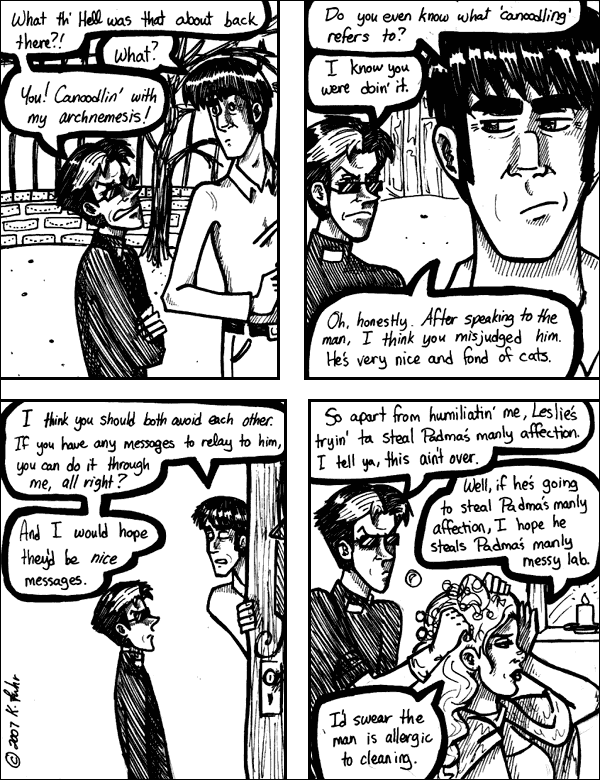 What th' Hell was that about back
there?!
What?
You! Canoodlin' with
my archnemesis!
Do you even know what 'canoodling'
refers to?
I know you
were doin' it.
Oh, honestly. After speaking to the
man, I think you misjudged him.
He's very nice and fond of cats.
I think you should both avoid each other.
If you have any messages to relay to him,
you can do it through
me, all right?
And I would hope
they'd be nice
messages.
So apart from humiliatin' me, Leslie's
tryin' ta steal Padma's manly affection.
I tell ya, this ain't over.
Well, if he's going
to steal Padma's manly
affection, I hope he
steals Padma's manly
messy lab.
I'd swear the
man is allergic
to cleaning.
© 2007 K.